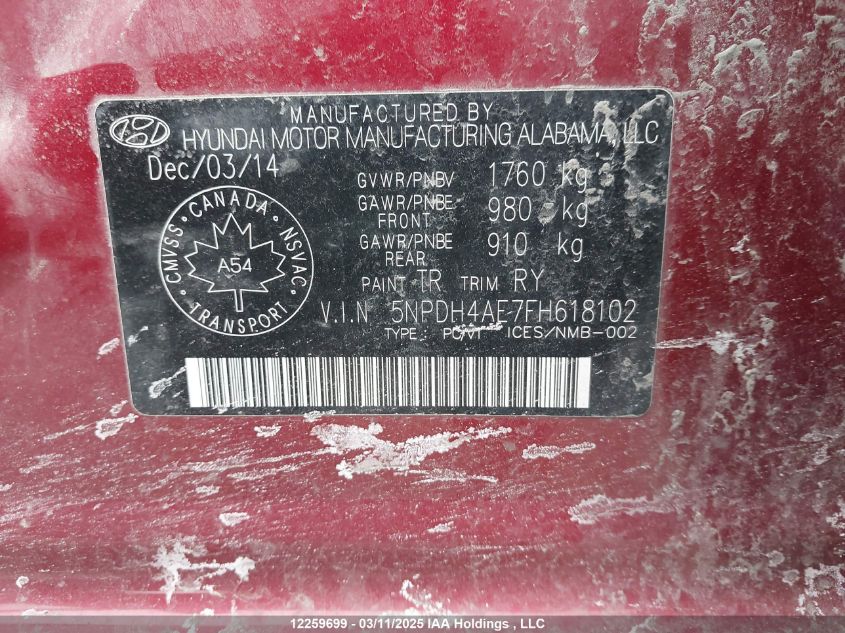 MANUFACTURED BY
HYUNDAI MOTOR MANUFACTURING ALABAMA, LLC
Dec/03/14
GVWR/PNBV 1760 kg
GAWR/PNBE FRONT 980 kg
GAWR/PNBE REAR 910 kg
CANADA
CMVSS NSVAC
A54
TRANSPORT
PAINT TR TRIM RY
V.I.N 5NPDH4AE7FH618102
TYPE: PC/VT ICES/NMB-002
12259699 - 03/11/2025 IAA Holdings , LLC